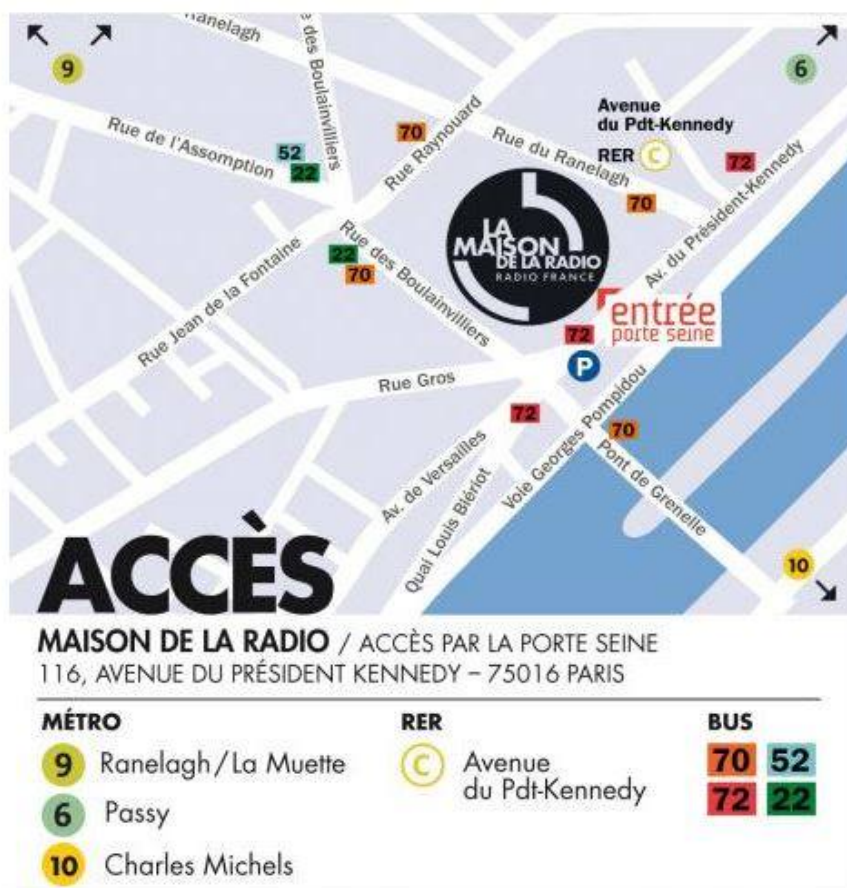 Ranelagh
e des Boulainvilliers
9
6
Rue de l'Assomption
52
22
70
Rue Raynouard
Avenue
du Pdt-Kennedy
RER C
Rue du Ranelagh
72
70
Av. du Président-Kennedy
LA
MAISON
DE LA RADIO
RADIO FRANCE
22
70
Rue des Boulainvilliers
Rue Jean de la Fontaine
entrée
porte seine
72
P
Rue Gros
72
70
Av. de Versailles
Quai Louis Blériot
Voie Georges Pompidou
Pont de Grenelle
10
ACCÈS
MAISON DE LA RADIO / ACCÈS PAR LA PORTE SEINE
116, AVENUE DU PRÉSIDENT KENNEDY – 75016 PARIS
MÉTRO
9 Ranelagh/La Muette
6 Passy
10 Charles Michels
RER
C Avenue
du Pdt-Kennedy
BUS
70 52
72 22